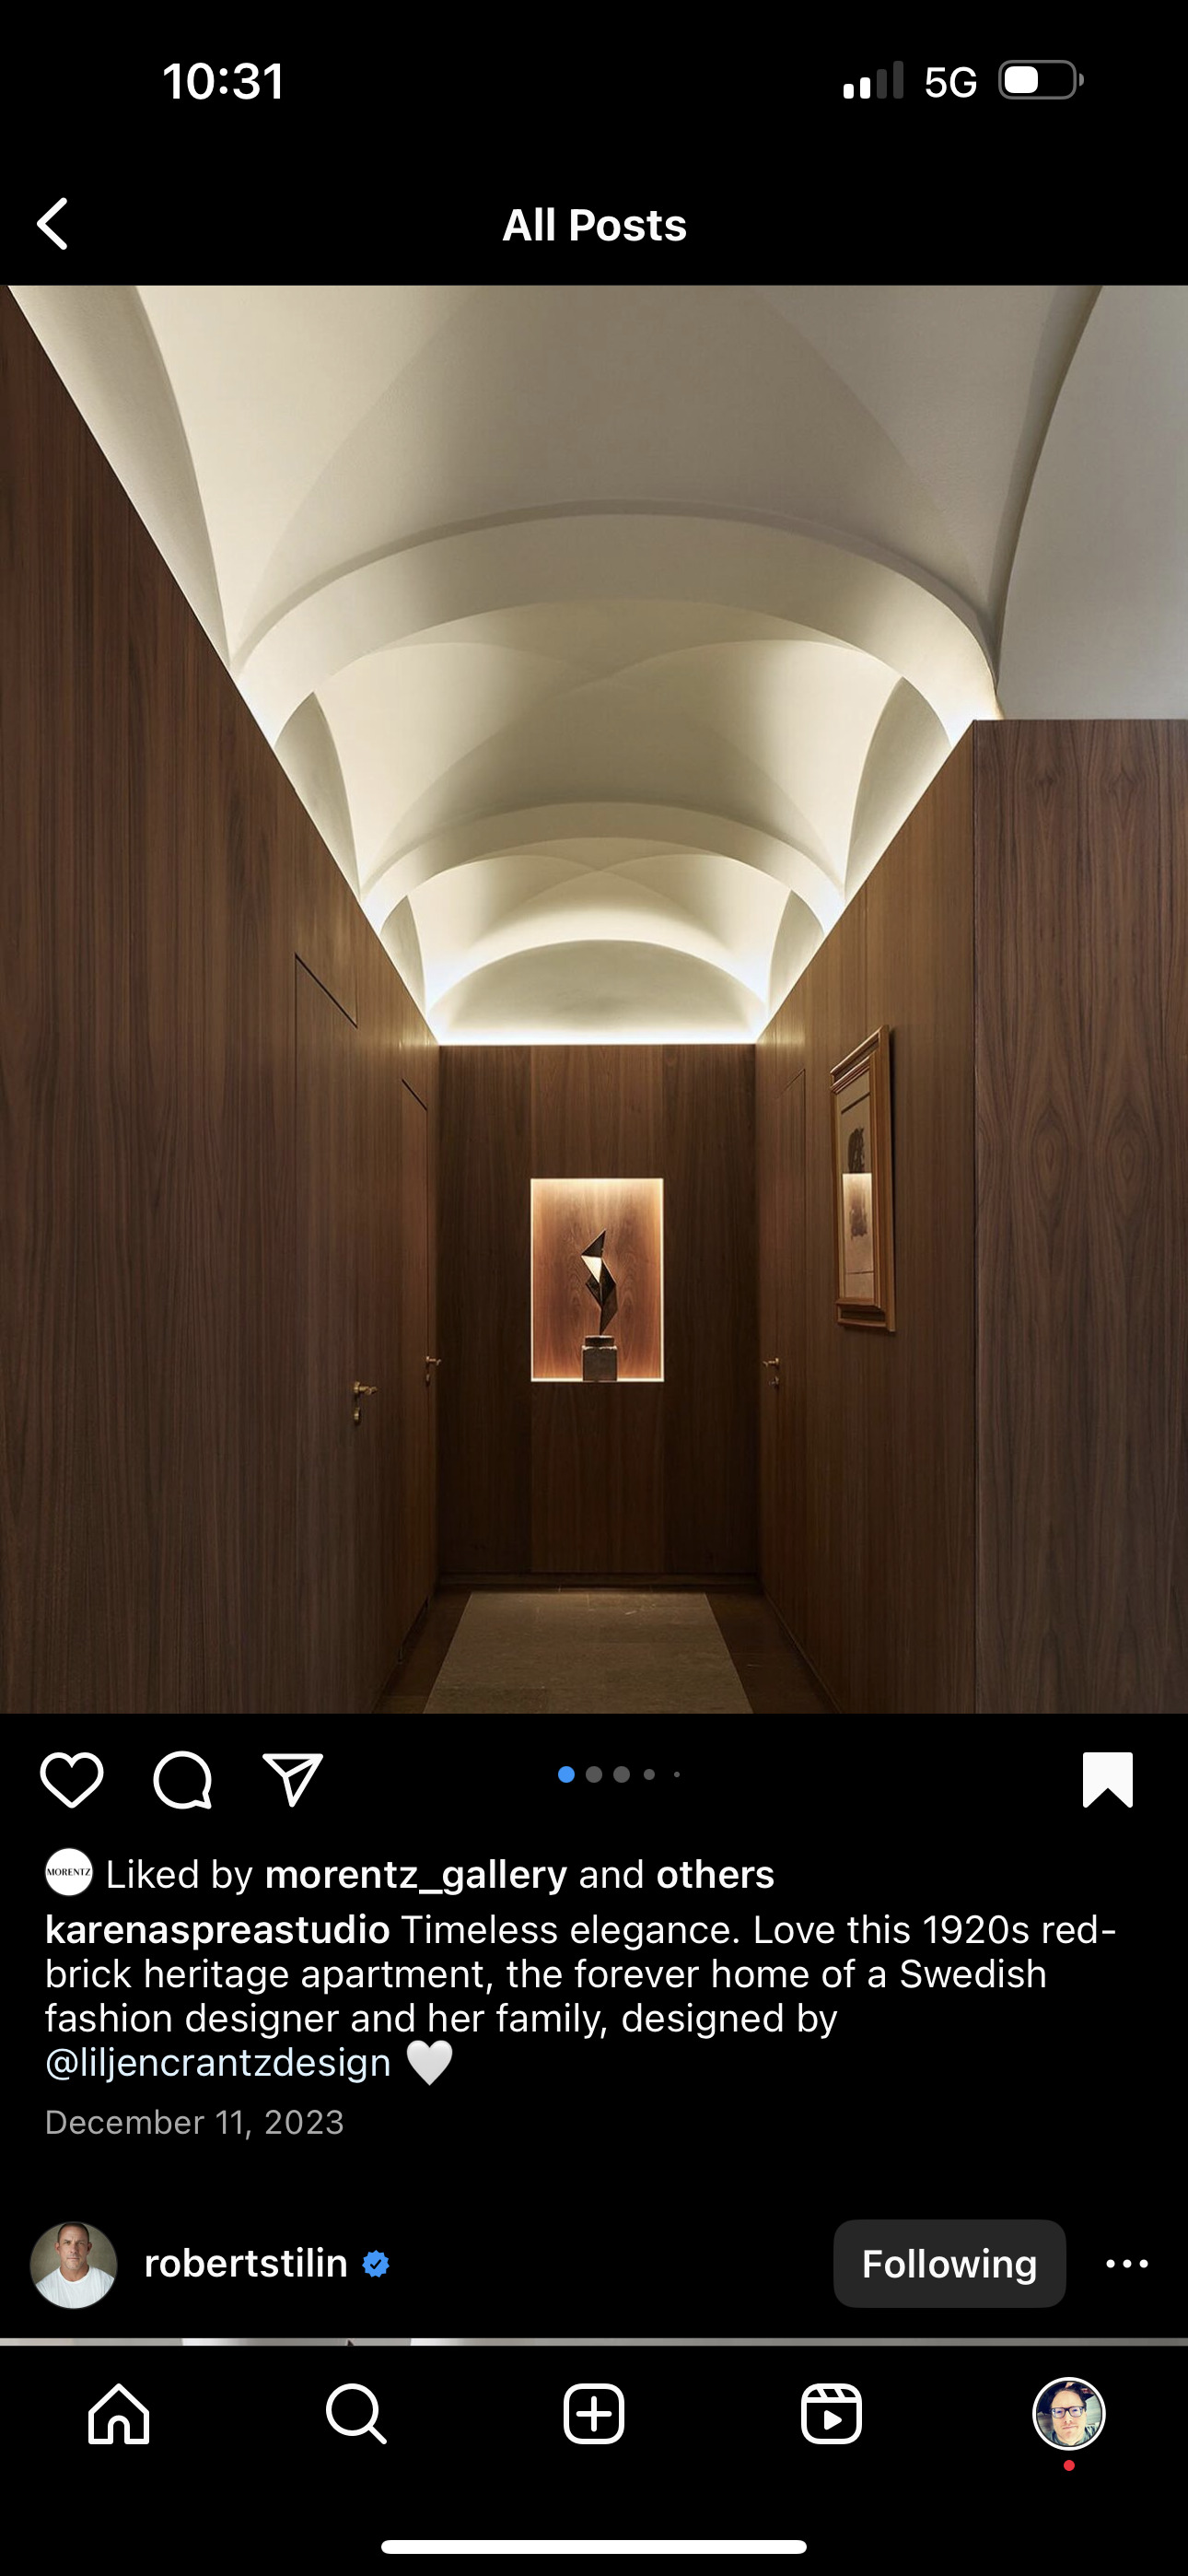 10:31
5G
All Posts
MORENTZ
Liked by morentz_gallery and others
karenaspreastudio Timeless elegance. Love this 1920s red-
brick heritage apartment, the forever home of a Swedish
fashion designer and her family, designed by
@liljencrantzdesign 🤍
December 11, 2023
robertstilin
Following